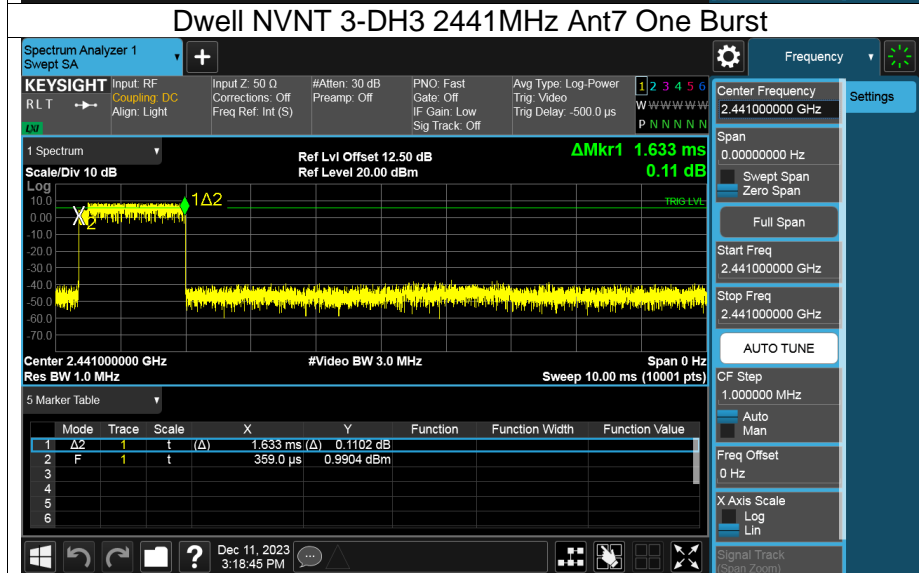 Dwell NVNT 3-DH3 2441MHz Ant7 One Burst
Spectrum Analyzer 1
Swept SA
+
Frequency
KEYSIGHT
R L T
LXI
Input: RF
Coupling: DC
Align: Light
Input Z: 50 Ω
Corrections: Off
Freq Ref: Int (S)
#Atten: 30 dB
Preamp: Off
PNO: Fast
Gate: Off
IF Gain: Low
Sig Track: Off
Avg Type: Log-Power
Trig: Video
Trig Delay: -500.0 µs
1 2 3 4 5 6
W W W W W W
P N N N N N
1 Spectrum
Scale/Div 10 dB
Ref Lvl Offset 12.50 dB
Ref Level 20.00 dBm
ΔMkr1 1.633 ms
0.11 dB
Log
10.0
0.00
-10.0
-20.0
-30.0
-40.0
-50.0
-60.0
-70.0
X
2
1Δ2
TRIG LVL
Center 2.441000000 GHz
#Video BW 3.0 MHz
Span 0 Hz
Res BW 1.0 MHz
Sweep 10.00 ms (10001 pts)
5 Marker Table
Mode Trace Scale X Y Function Function Width Function Value
1 Δ2 1 t (Δ) 1.633 ms (Δ) 0.1102 dB
2 F 1 t 359.0 µs 0.9904 dBm
3
4
5
6
?
Dec 11, 2023
3:18:45 PM
Center Frequency
2.441000000 GHz
Span
0.00000000 Hz
Swept Span
Zero Span
Full Span
Start Freq
2.441000000 GHz
Stop Freq
2.441000000 GHz
AUTO TUNE
CF Step
1.000000 MHz
Auto
Man
Freq Offset
0 Hz
X Axis Scale
Log
Lin
Signal Track
(Span Zoom)
Settings